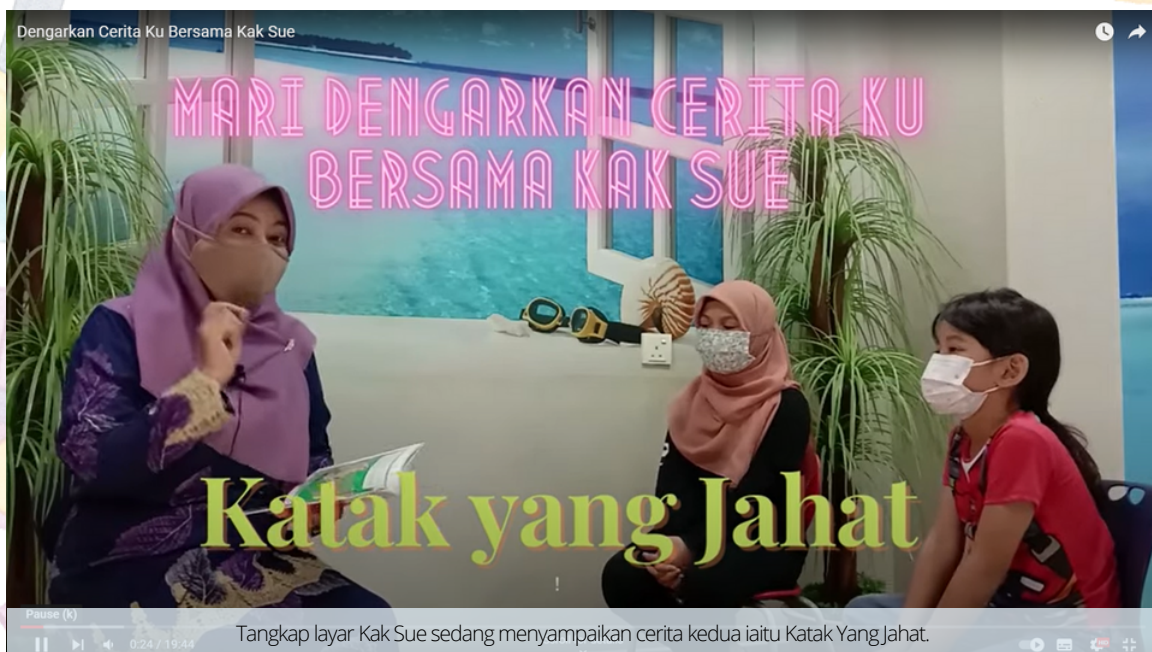 Dengarkan Cerita Ku Bersama Kak Sue
MARI DENGARKAN CERITA KU
BERSAMA KAK SUE
Katak yang Jahat
!
Pause (k)
0:24 / 19:44
Tangkap layar Kak Sue sedang menyampaikan cerita kedua iaitu Katak Yang Jahat.